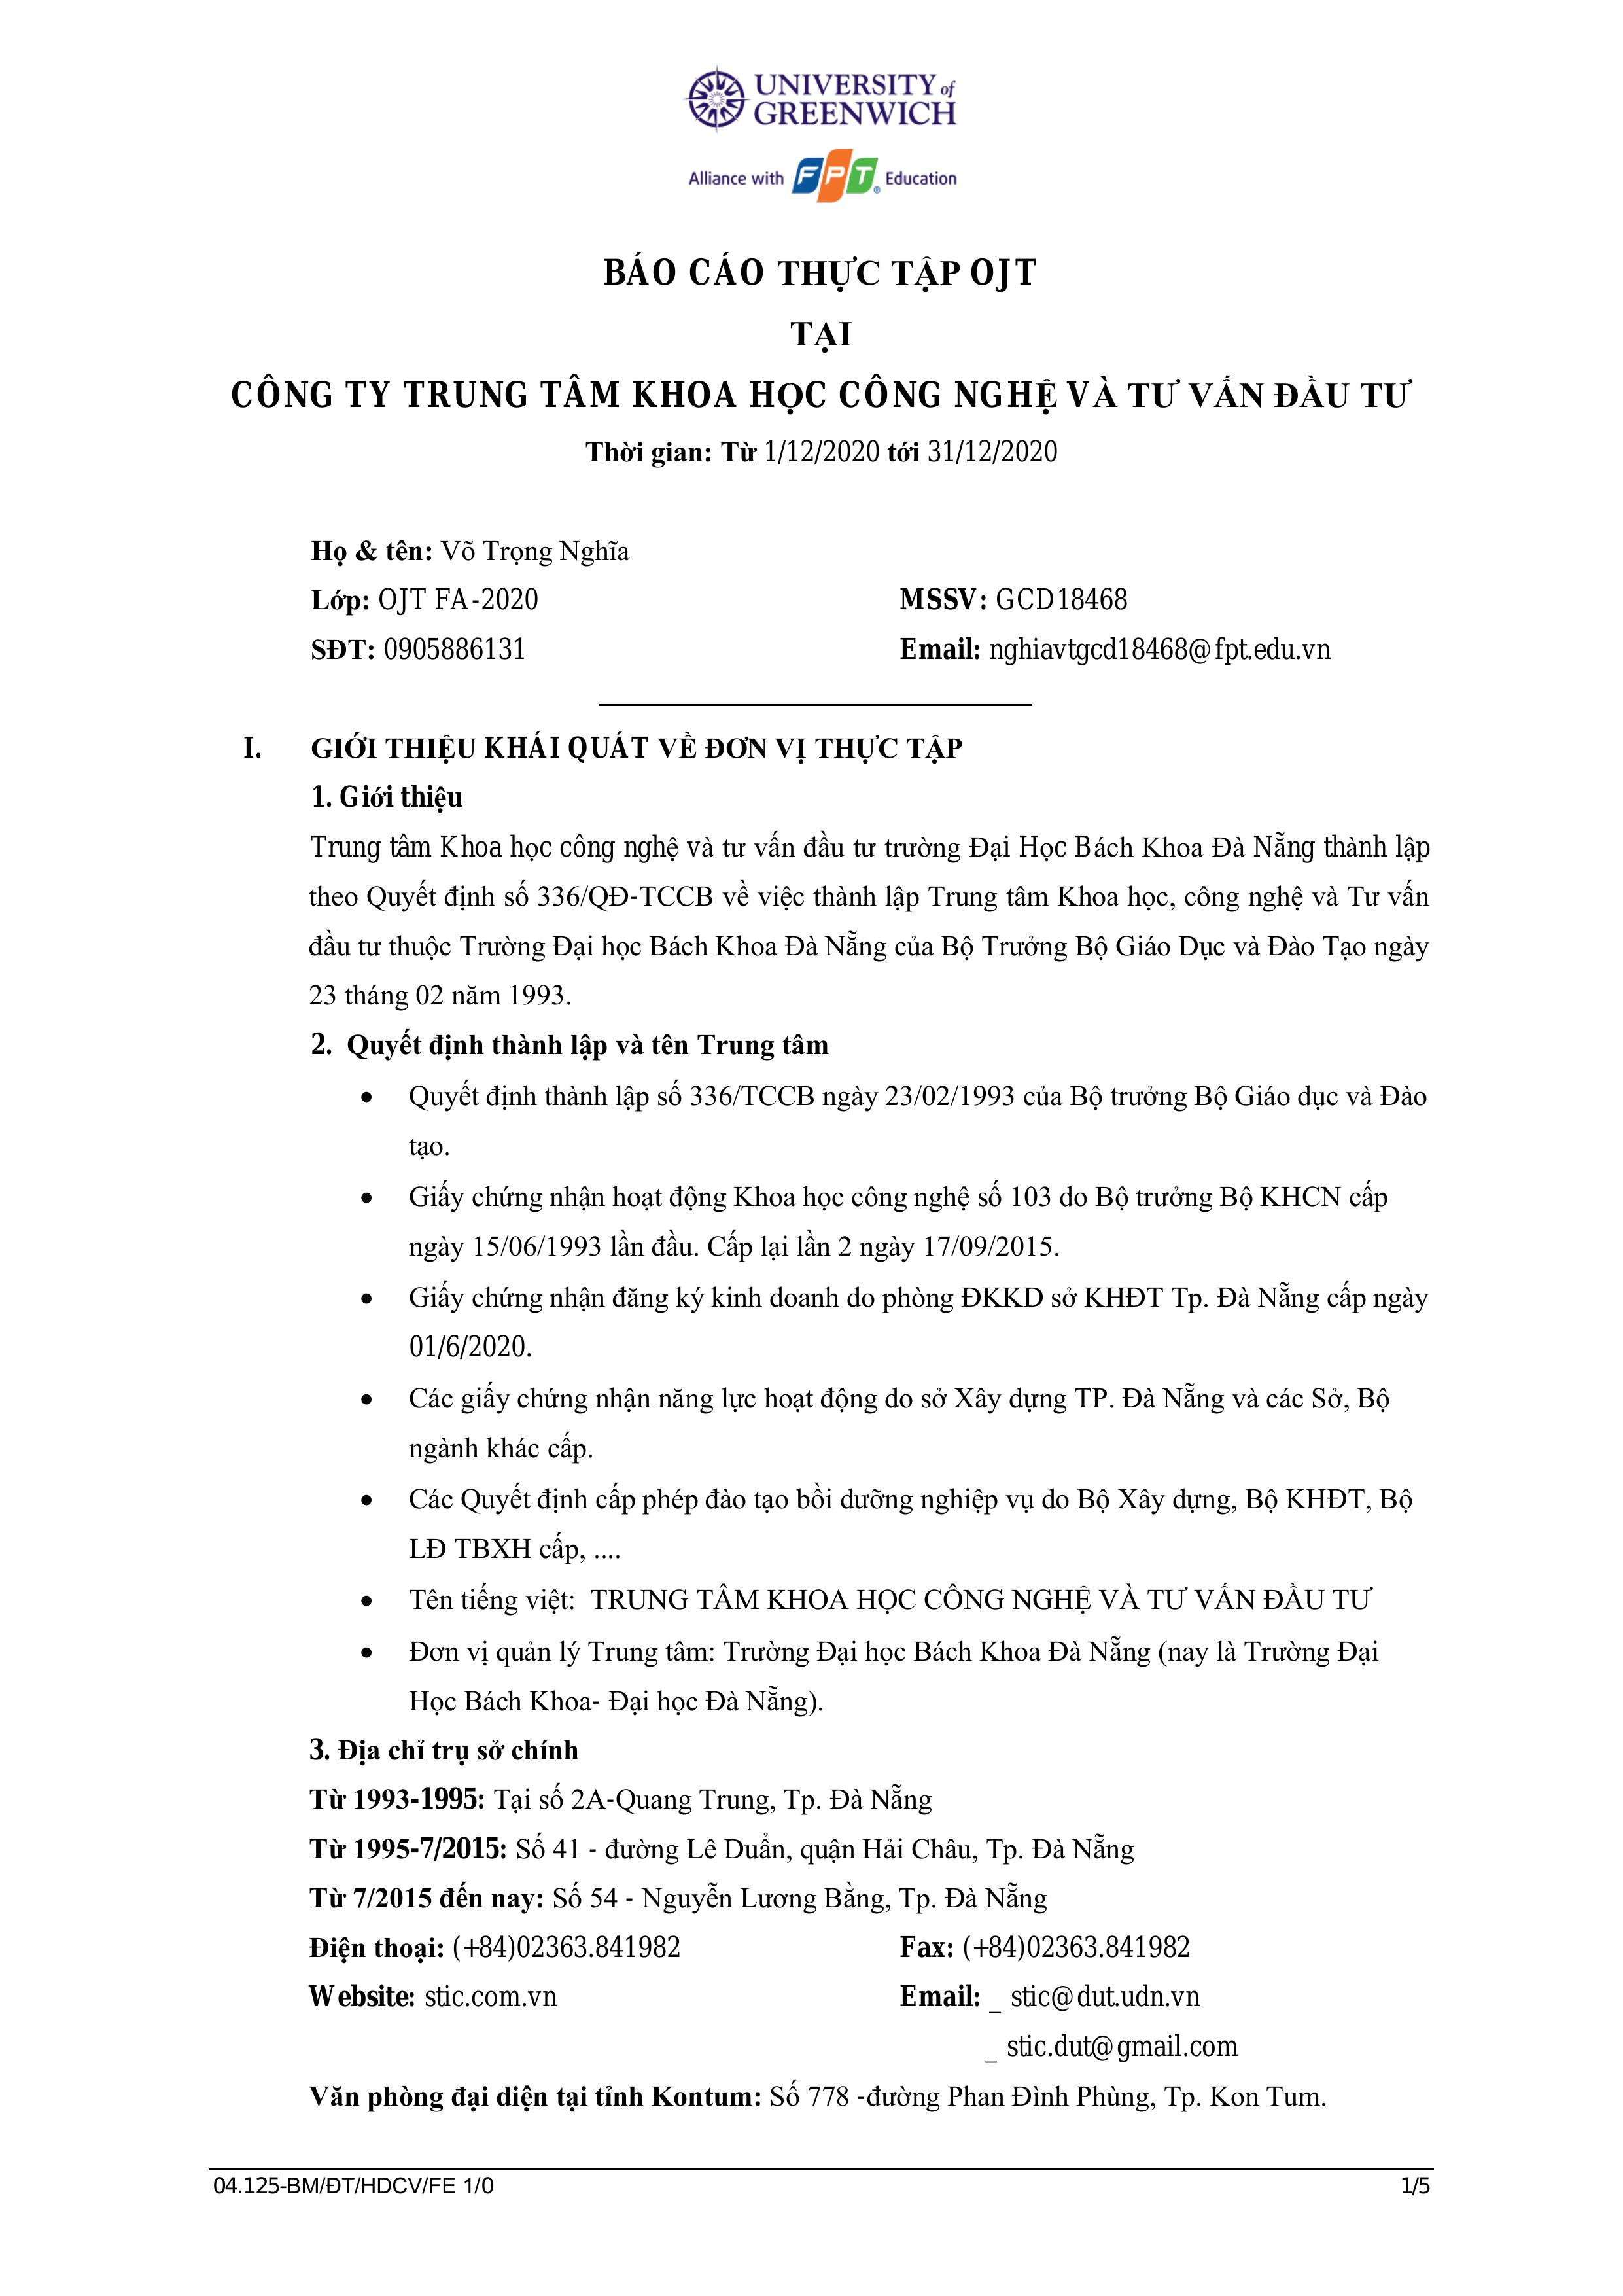 UNIVERSITY of
GREENWICH
Alliance with FPT® Education
BÁO CÁO THỰC TẬP OJT
TẠI
CÔNG TY TRUNG TÂM KHOA HỌC CÔNG NGHỆ VÀ TƯ VẤN ĐẦU TƯ
Thời gian: Từ 1/12/2020 tới 31/12/2020
Họ & tên: Võ Trọng Nghĩa
Lớp: OJT FA-2020 MSSV: GCD18468
SĐT: 0905886131 Email: nghiavtgcd18468@fpt.edu.vn
I. GIỚI THIỆU KHÁI QUÁT VỀ ĐƠN VỊ THỰC TẬP
1. Giới thiệu
Trung tâm Khoa học công nghệ và tư vấn đầu tư trường Đại Học Bách Khoa Đà Nẵng thành lập
theo Quyết định số 336/QĐ-TCCB về việc thành lập Trung tâm Khoa học, công nghệ và Tư vấn
đầu tư thuộc Trường Đại học Bách Khoa Đà Nẵng của Bộ Trưởng Bộ Giáo Dục và Đào Tạo ngày
23 tháng 02 năm 1993.
2. Quyết định thành lập và tên Trung tâm
• Quyết định thành lập số 336/TCCB ngày 23/02/1993 của Bộ trưởng Bộ Giáo dục và Đào
tạo.
• Giấy chứng nhận hoạt động Khoa học công nghệ số 103 do Bộ trưởng Bộ KHCN cấp
ngày 15/06/1993 lần đầu. Cấp lại lần 2 ngày 17/09/2015.
• Giấy chứng nhận đăng ký kinh doanh do phòng ĐKKD sở KHĐT Tp. Đà Nẵng cấp ngày
01/6/2020.
• Các giấy chứng nhận năng lực hoạt động do sở Xây dựng TP. Đà Nẵng và các Sở, Bộ
ngành khác cấp.
• Các Quyết định cấp phép đào tạo bồi dưỡng nghiệp vụ do Bộ Xây dựng, Bộ KHĐT, Bộ
LĐ TBXH cấp, ....
• Tên tiếng việt: TRUNG TÂM KHOA HỌC CÔNG NGHỆ VÀ TƯ VẤN ĐẦU TƯ
• Đơn vị quản lý Trung tâm: Trường Đại học Bách Khoa Đà Nẵng (nay là Trường Đại
Học Bách Khoa- Đại học Đà Nẵng).
3. Địa chỉ trụ sở chính
Từ 1993-1995: Tại số 2A-Quang Trung, Tp. Đà Nẵng
Từ 1995-7/2015: Số 41 - đường Lê Duẩn, quận Hải Châu, Tp. Đà Nẵng
Từ 7/2015 đến nay: Số 54 - Nguyễn Lương Bằng, Tp. Đà Nẵng
Điện thoại: (+84)02363.841982 Fax: (+84)02363.841982
Website: stic.com.vn Email: _ stic@dut.udn.vn
_ stic.dut@gmail.com
Văn phòng đại diện tại tỉnh Kontum: Số 778 -đường Phan Đình Phùng, Tp. Kon Tum.
04.125-BM/ĐT/HDCV/FE 1/0 1/5